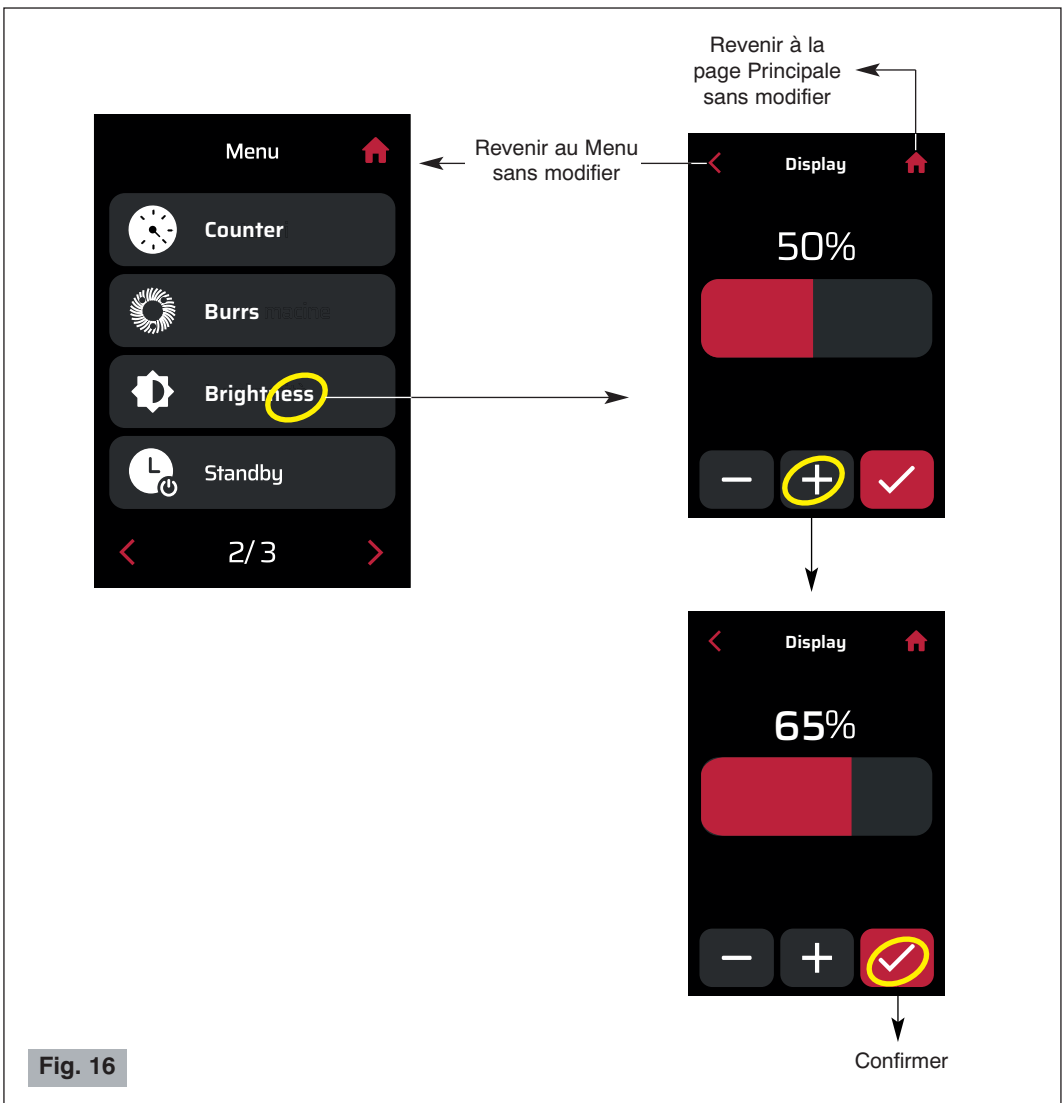 Revenir à la
page Principale
sans modifier
Menu
Revenir au Menu
sans modifier
Display
Counter
50%
Burrs
Brightness
Standby
2/3
Display
65%
Confirmer
Fig. 16